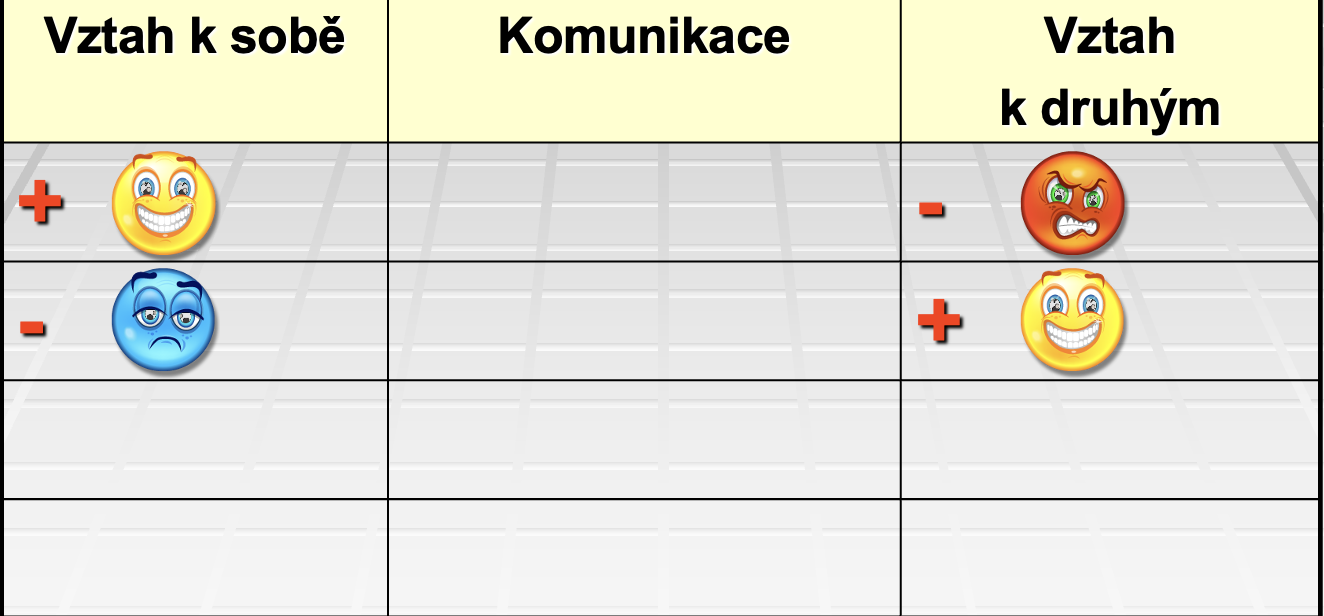 Vztah k sobě
Komunikace
Vztah
k druhým
+
-
-
+